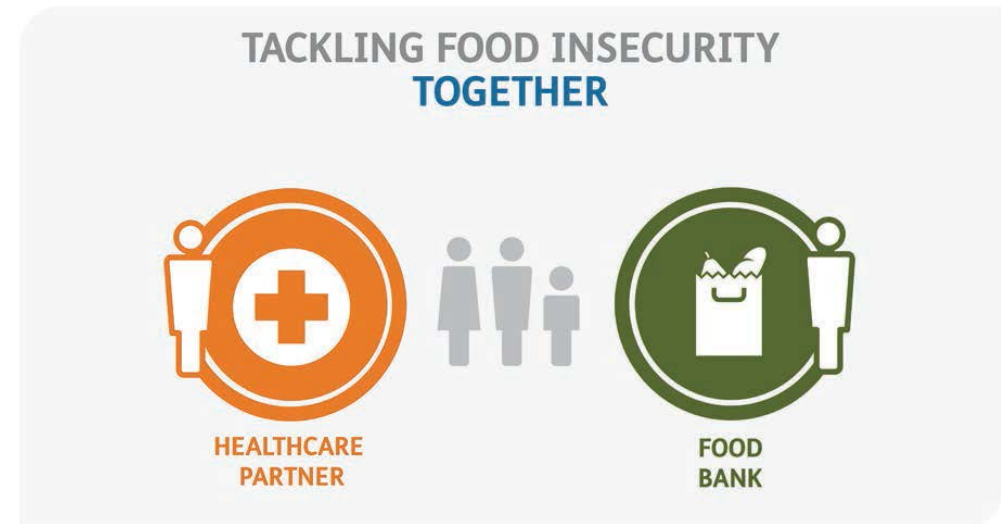 TACKLING FOOD INSECURITY
TOGETHER
HEALTHCARE
PARTNER
FOOD
BANK